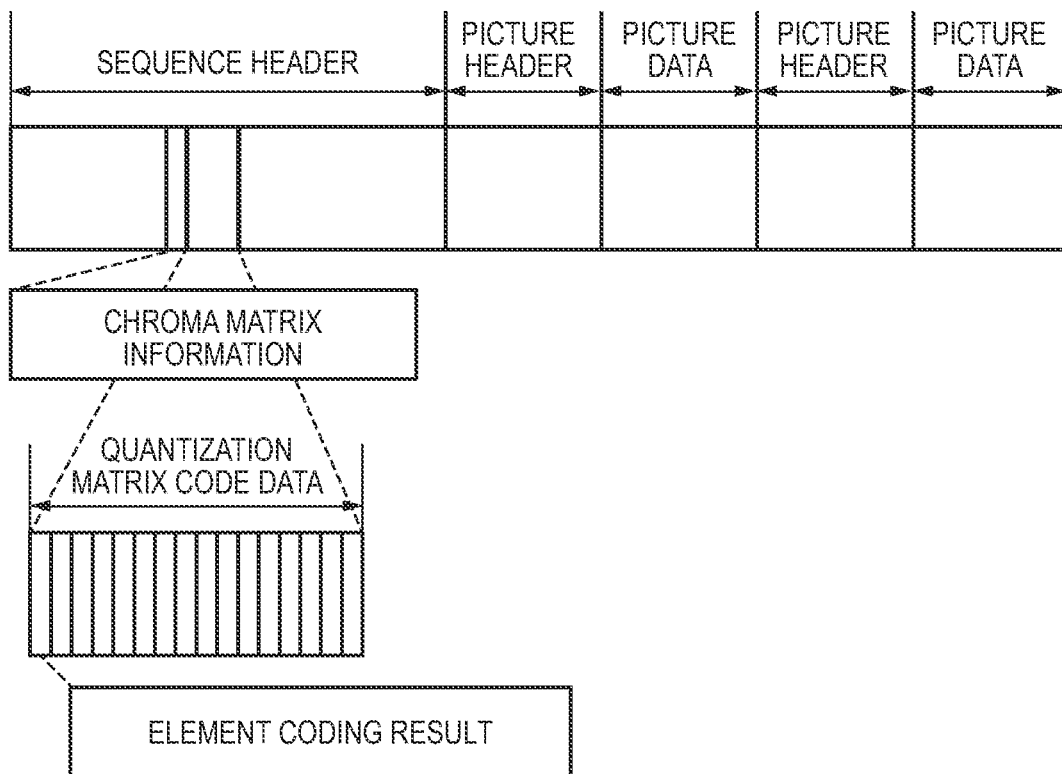 SEQUENCE HEADER
PICTURE
HEADER
PICTURE
DATA
PICTURE
HEADER
PICTURE
DATA
CHROMA MATRIX
INFORMATION
QUANTIZATION
MATRIX CODE DATA
ELEMENT CODING RESULT